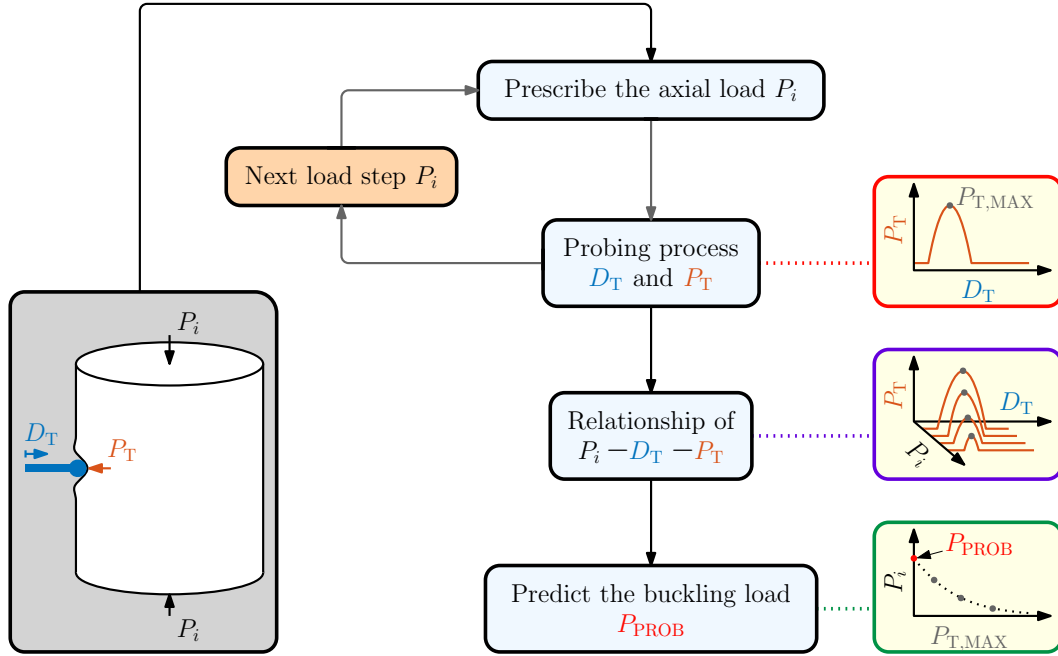 Prescribe the axial load P_i
Next load step P_i
Probing process
D_T and P_T
P_T,MAX
P_T
D_T
P_i
D_T
P_T
P_i
Relationship of
P_i −D_T −P_T
P_T
D_T
P_i
Predict the buckling load
P_PROB
P_PROB
P_i
P_T,MAX